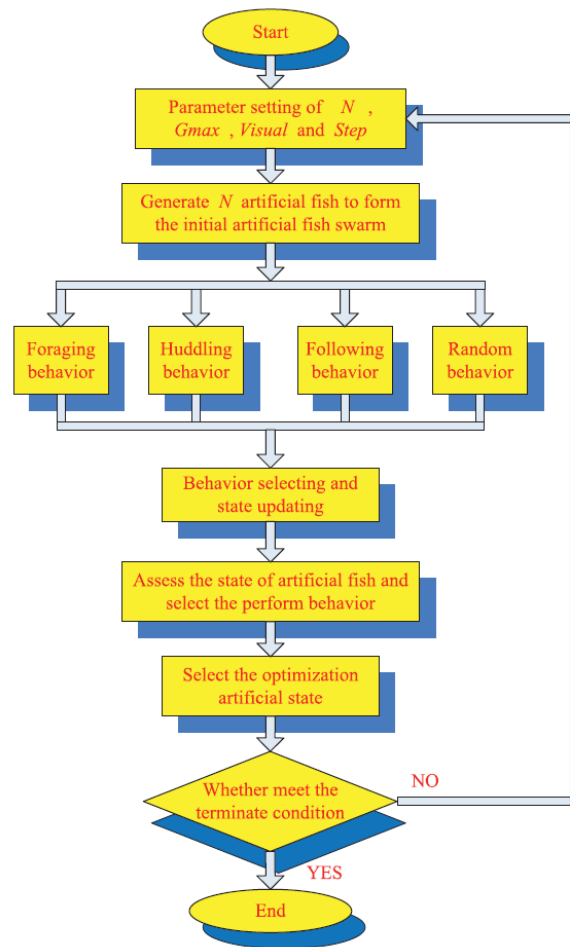 Start
Parameter setting of N ,
Gmax , Visual and Step
Generate N artificial fish to form
the initial artificial fish swarm
Foraging
behavior
Huddling
behavior
Following
behavior
Random
behavior
Behavior selecting and
state updating
Assess the state of artificial fish and
select the perform behavior
Select the optimization
artificial state
Whether meet the
terminate condition
NO
YES
End